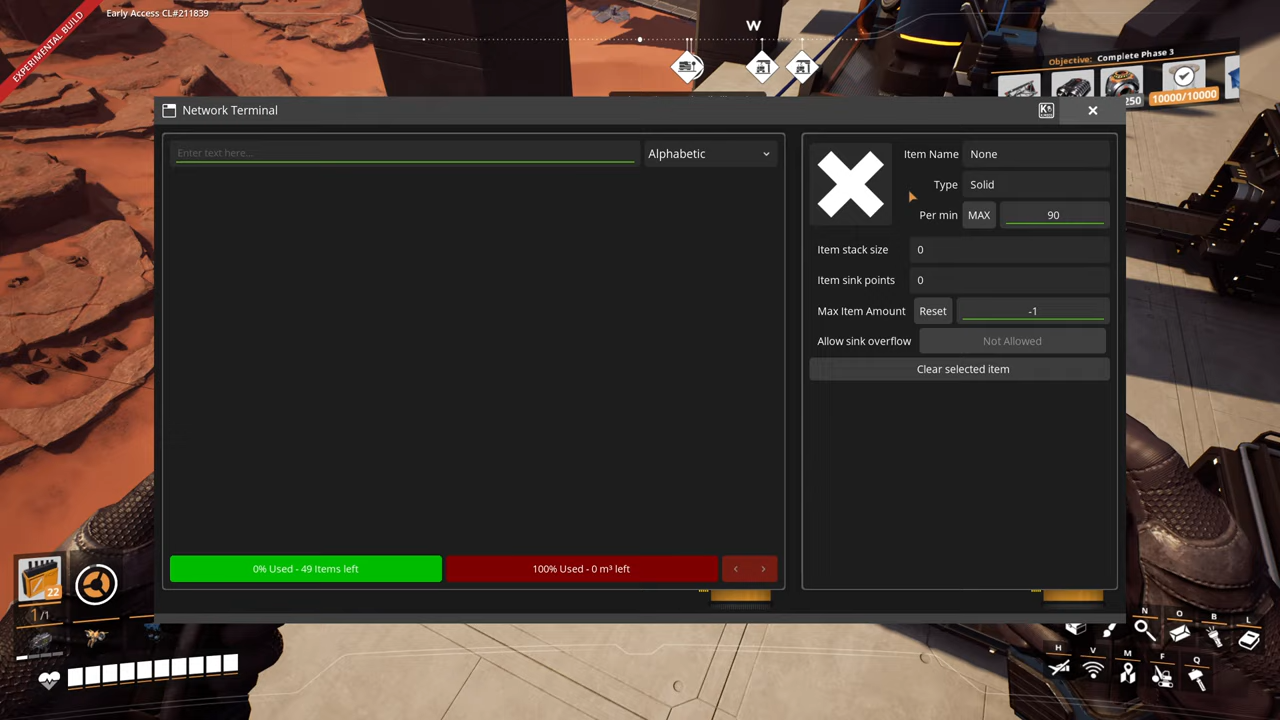 Early Access CL#211839
EXPERIMENTAL BUILD
W
Objective: Complete Phase 3
250
10000/10000
Network Terminal
Enter text here...
Alphabetic
Item Name
None
Type
Solid
Per min
MAX
90
Item stack size
0
Item sink points
0
Max Item Amount
Reset
-1
Allow sink overflow
Not Allowed
Clear selected item
0% Used - 49 Items left
100% Used - 0 m³ left
22
1/1
N
O
B
L
H
V
M
F
Q